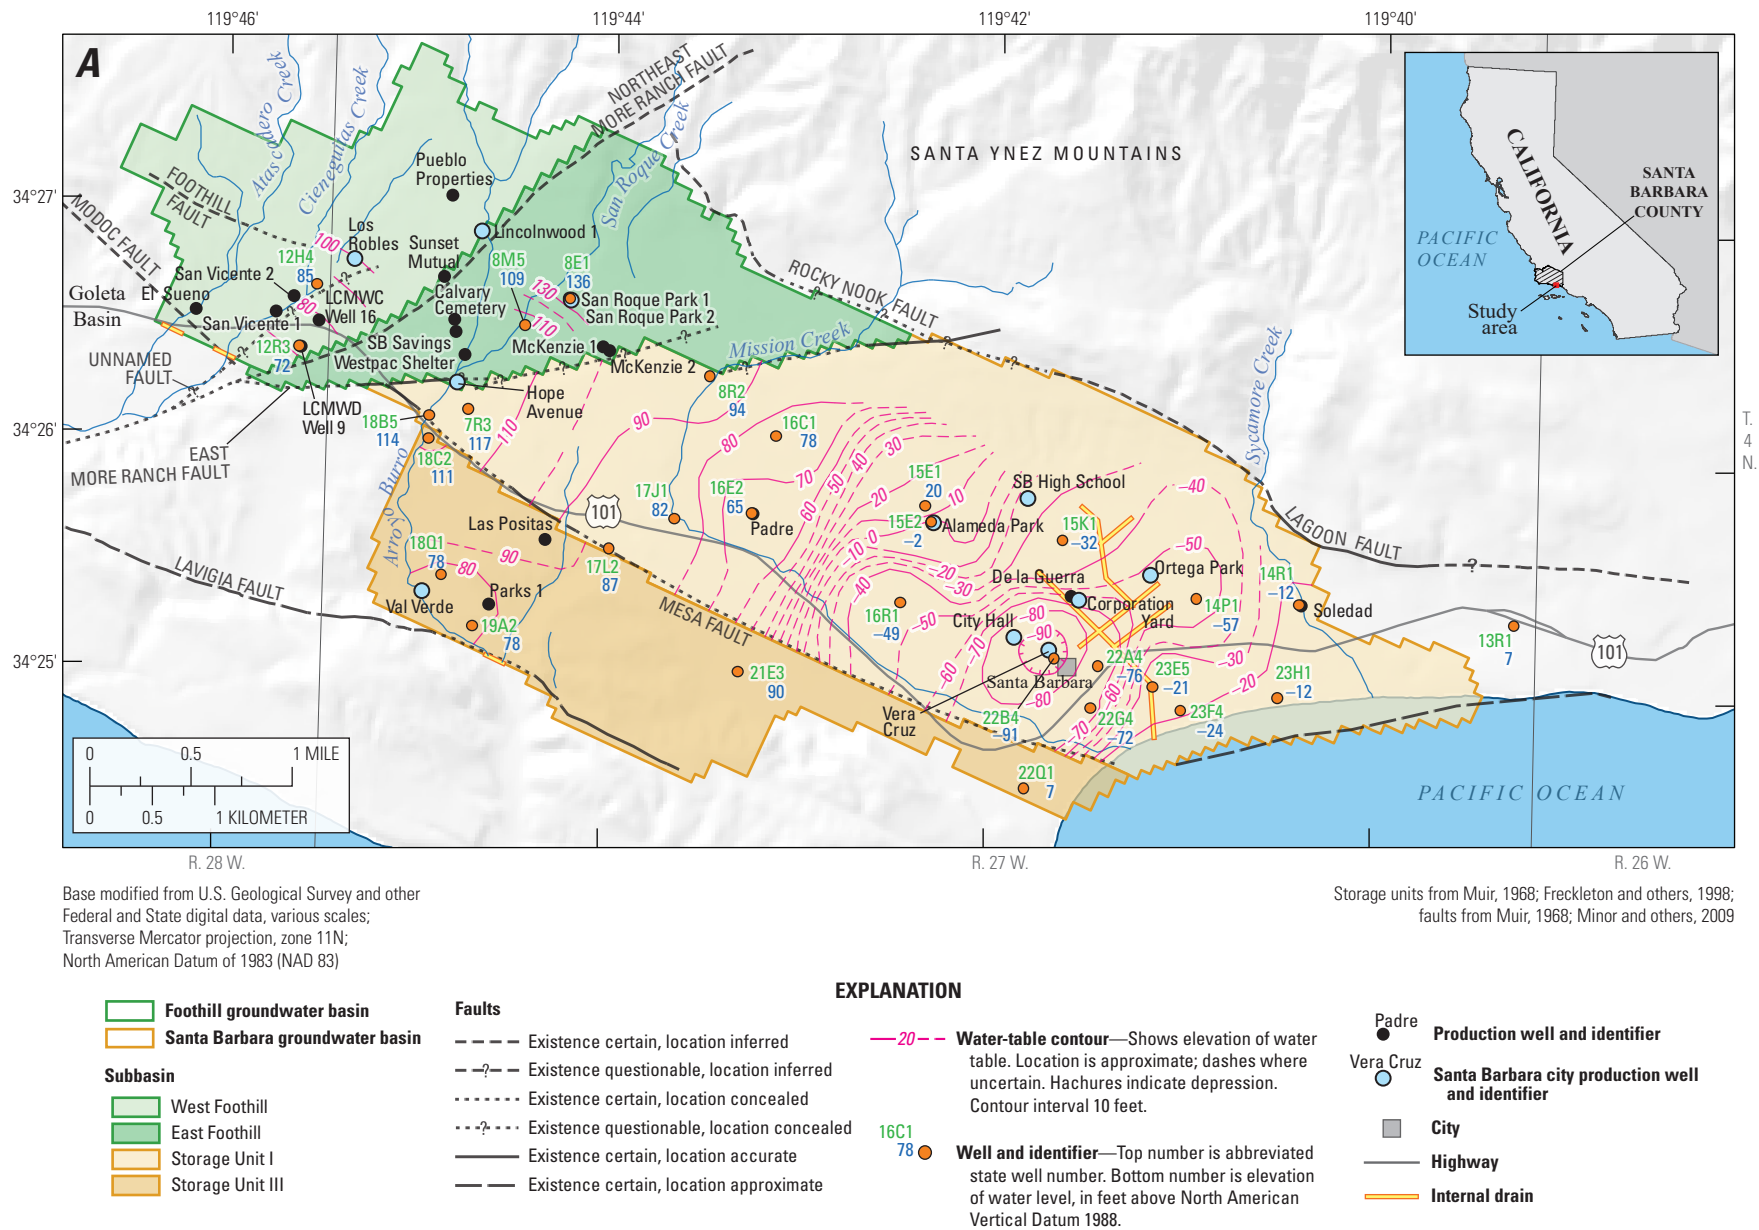 119°46'
119°44'
119°42'
119°40'
A
34°27'
34°26'
34°25'
NORTHEAST
MORE RANCH FAULT
Atascadero
Creek
Cieneguitas Creek
San Roque Creek
SANTA YNEZ MOUNTAINS
CALIFORNIA
SANTA
BARBARA
COUNTY
PACIFIC
OCEAN
Study
area
Pueblo
Properties
FOOTHILL
FAULT
MODOC FAULT
100
Los
Robles
Lincolnwood 1
Sunset
Mutual
12H4
85
8M5
109
8E1
136
130
110
San Vicente 2
El Sueno
Goleta
Basin
San Vicente 1
80
LCMWC
Well 16
Calvary
Cemetery
San Roque Park 1
San Roque Park 2
ROCKY NOOK FAULT
12R3
72
SB Savings
Westpac Shelter
McKenzie 1
McKenzie 2
Mission Creek
UNNAMED
FAULT
LCMWD
Well 9
Hope
Avenue
8R2
94
Sycamore Creek
T.
4
N.
18B5
114
7R3
117
110
90
80
16C1
78
EAST
MORE RANCH FAULT
18C2
111
Arroyo Burro
70
60
50
40
30
20
10
0
–10
–20
–30
15E1
20
SB High School
–40
17J1
82
16E2
65
Padre
101
15E2
–2
Alameda Park
15K1
–32
LAGOON FAULT
Las Positas
90
18Q1
78
80
17L2
87
–50
De la Guerra
Ortega Park
14R1
–12
Soledad
LAVIGIA FAULT
Val Verde
Parks 1
19A2
78
MESA FAULT
40
16R1
–49
–50
–80
–90
City Hall
Corporation
Yard
14P1
–57
13R1
7
101
–60
–70
21E3
90
Santa Barbara
–80
22A4
–76
–60
–30
–20
23E5
–21
23H1
–12
Vera
Cruz
22B4
–91
–70
22G4
–72
23F4
–24
22Q1
7
PACIFIC OCEAN
0 0.5 1 MILE
0 0.5 1 KILOMETER
R. 28 W.
R. 27 W.
R. 26 W.
Base modified from U.S. Geological Survey and other
Federal and State digital data, various scales;
Transverse Mercator projection, zone 11N;
North American Datum of 1983 (NAD 83)
Storage units from Muir, 1968; Freckleton and others, 1998;
faults from Muir, 1968; Minor and others, 2009
EXPLANATION
Foothill groundwater basin
Santa Barbara groundwater basin
Subbasin
West Foothill
East Foothill
Storage Unit I
Storage Unit III
Faults
Existence certain, location inferred
?
Existence questionable, location inferred
Existence certain, location concealed
?
Existence questionable, location concealed
Existence certain, location accurate
Existence certain, location approximate
20
Water-table contour—Shows elevation of water
table. Location is approximate; dashes where
uncertain. Hachures indicate depression.
Contour interval 10 feet.
16C1
78
Well and identifier—Top number is abbreviated
state well number. Bottom number is elevation
of water level, in feet above North American
Vertical Datum 1988.
Padre
Production well and identifier
Vera Cruz
Santa Barbara city production well
and identifier
City
Highway
Internal drain